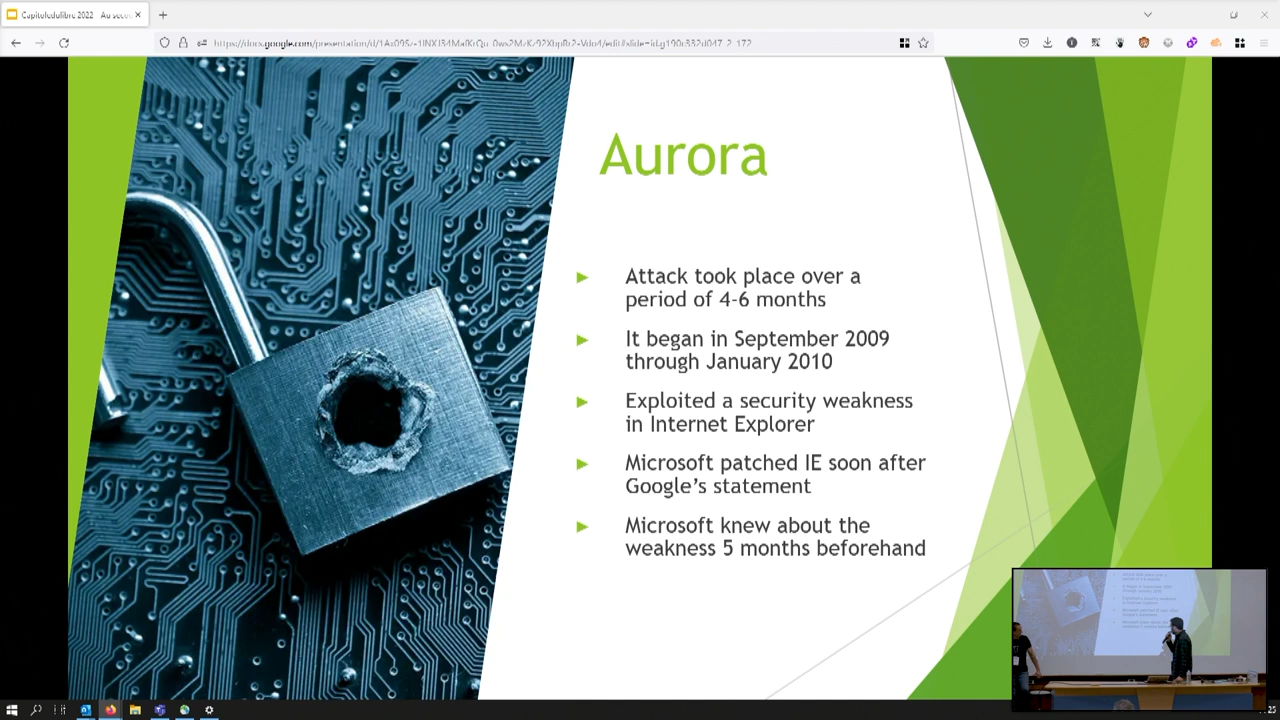 Capitoledulibre 2022
Aurora
Attack took place over a
period of 4-6 months
It began in September 2009
through January 2010
Exploited a security weakness
in Internet Explorer
Microsoft patched IE soon after
Google’s statement
Microsoft knew about the
weakness 5 months beforehand